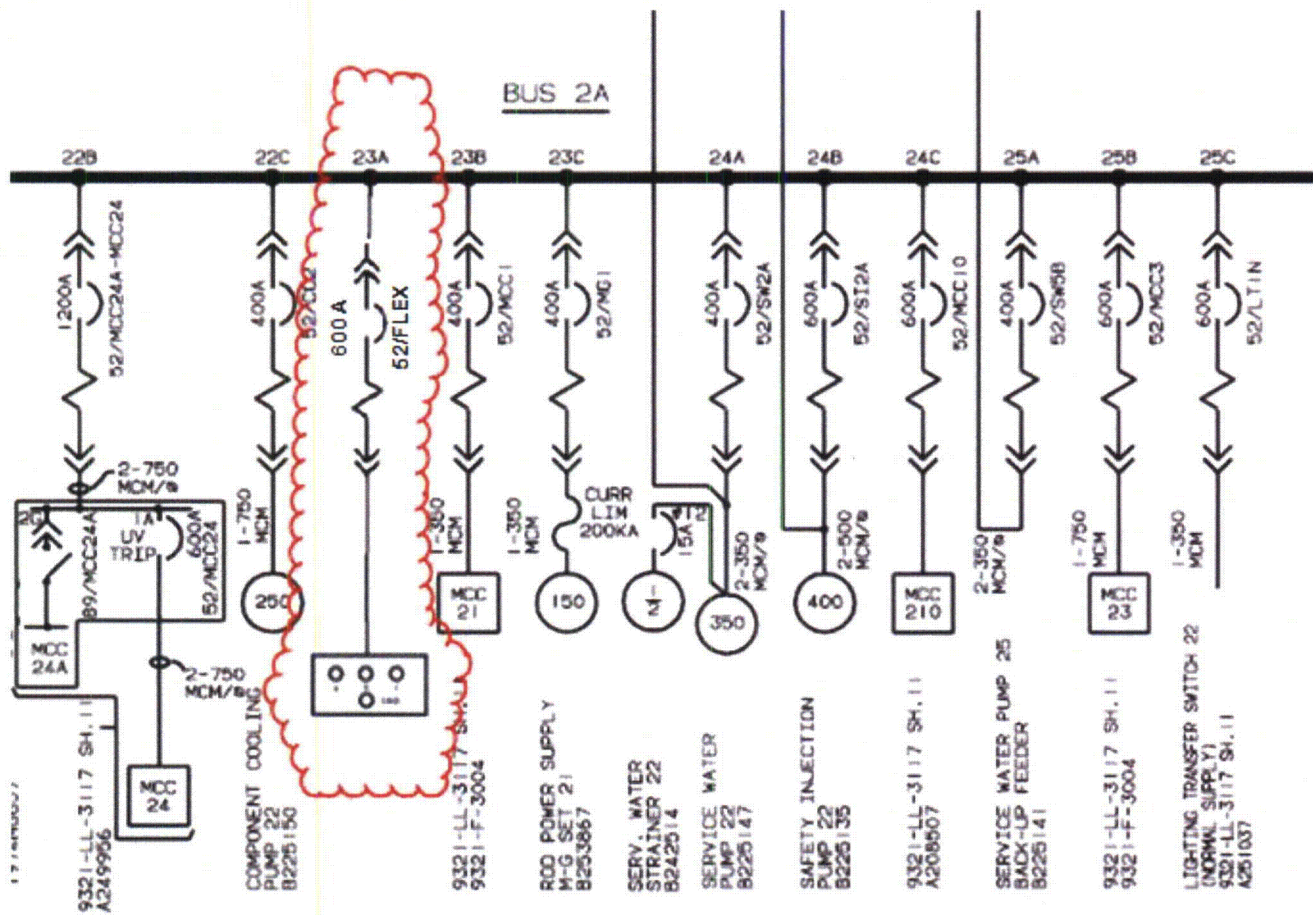 BUS 2A
22B
22C
23A
23B
23C
24A
24B
24C
25A
25B
25C
1200A
52/MCC24A-MCC24
400A
52/CC2
600A
52/FLEX
400A
52/MCC1
400A
52/MG1
400A
52/SW2A
600A
52/SI2A
600A
52/MCC10
400A
52/SW5B
600A
52/MCC3
600A
52/LT1N
2-750
MCM/Φ
1A
UV
TRIP
89/MCC24A
600A
52/MCC24
MCC
24A
2-750
MCM/Φ
MCC
24
1-750
MCM
250
1-350
MCM
MCC
21
1-350
MCM
150
CURR
LIM
200KA
#12
15A
1/2
2-350
MCM/Φ
350
2-500
MCM/Φ
400
MCC
210
2-350
MCM/Φ
1-750
MCM
MCC
23
1-350
MCM
9321-LL-3117 SH.11
A249956
COMPONENT COOLING
PUMP 22
B225150
9321-LL-3117 SH.11
9321-F-3004
ROD POWER SUPPLY
M-G SET 21
B253867
SERV. WATER
STRAINER 22
B242514
SERVICE WATER
PUMP 22
B225147
SAFETY INJECTION
PUMP 22
B225135
9321-LL-3117 SH.11
A208507
SERVICE WATER PUMP 25
BACK-UP FEEDER
B225141
9321-LL-3117 SH.11
9321-F-3004
LIGHTING TRANSFER SWITCH 22
(NORMAL SUPPLY)
9321-LL-3117 SH.11
A251037